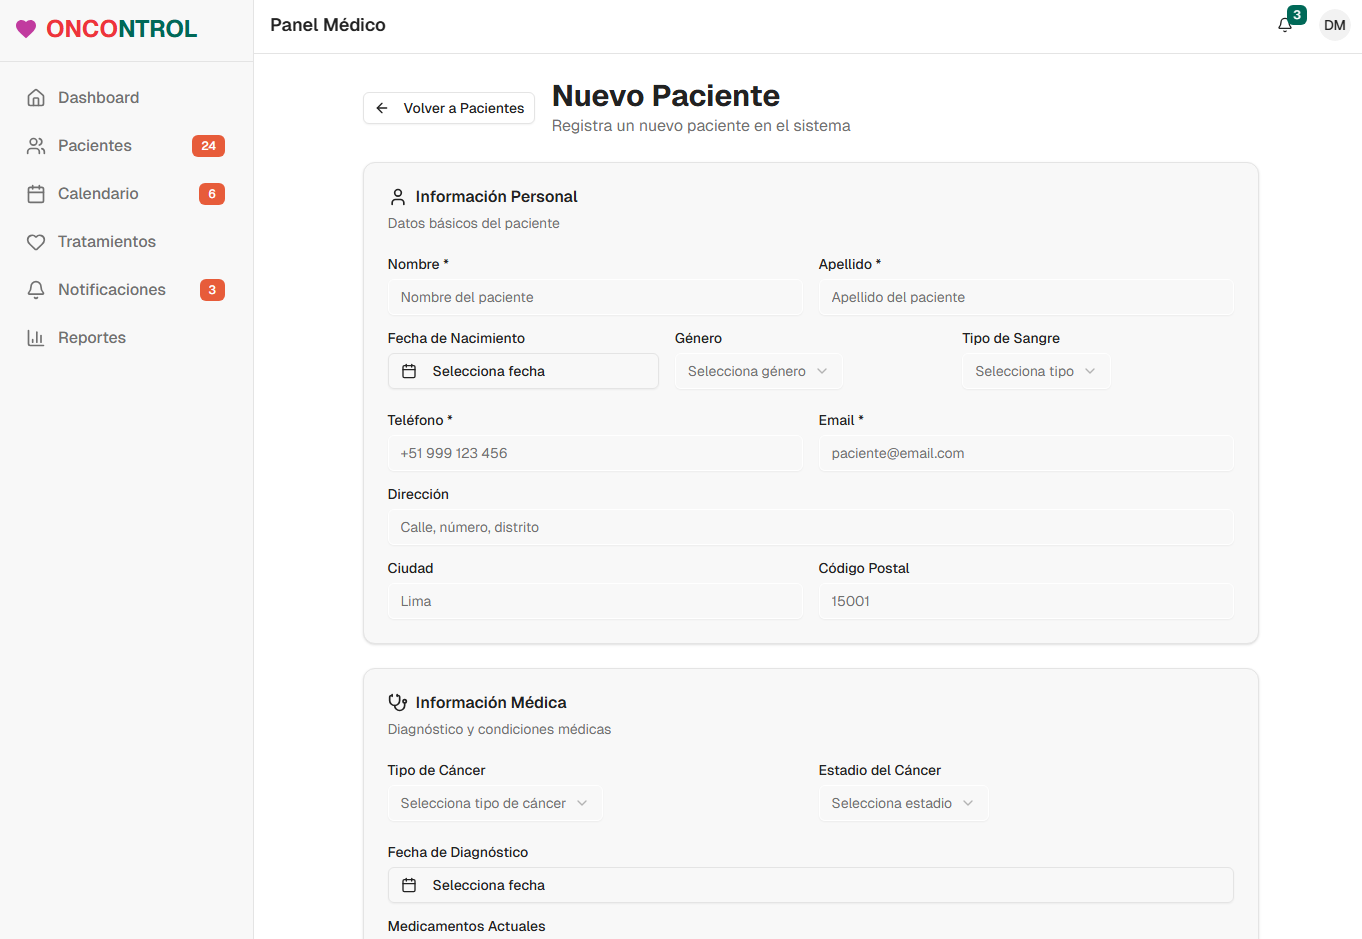 ONCONTROL
Panel Médico
3
DM
Dashboard
Pacientes 24
Calendario 6
Tratamientos
Notificaciones 3
Reportes
Volver a Pacientes
Nuevo Paciente
Registra un nuevo paciente en el sistema
Información Personal
Datos básicos del paciente
Nombre * Apellido *
Nombre del paciente Apellido del paciente
Fecha de Nacimiento Género Tipo de Sangre
Selecciona fecha Selecciona género Selecciona tipo
Teléfono * Email *
+51 999 123 456 paciente@email.com
Dirección
Calle, número, distrito
Ciudad Código Postal
Lima 15001
Información Médica
Diagnóstico y condiciones médicas
Tipo de Cáncer Estadio del Cáncer
Selecciona tipo de cáncer Selecciona estadio
Fecha de Diagnóstico
Selecciona fecha
Medicamentos Actuales